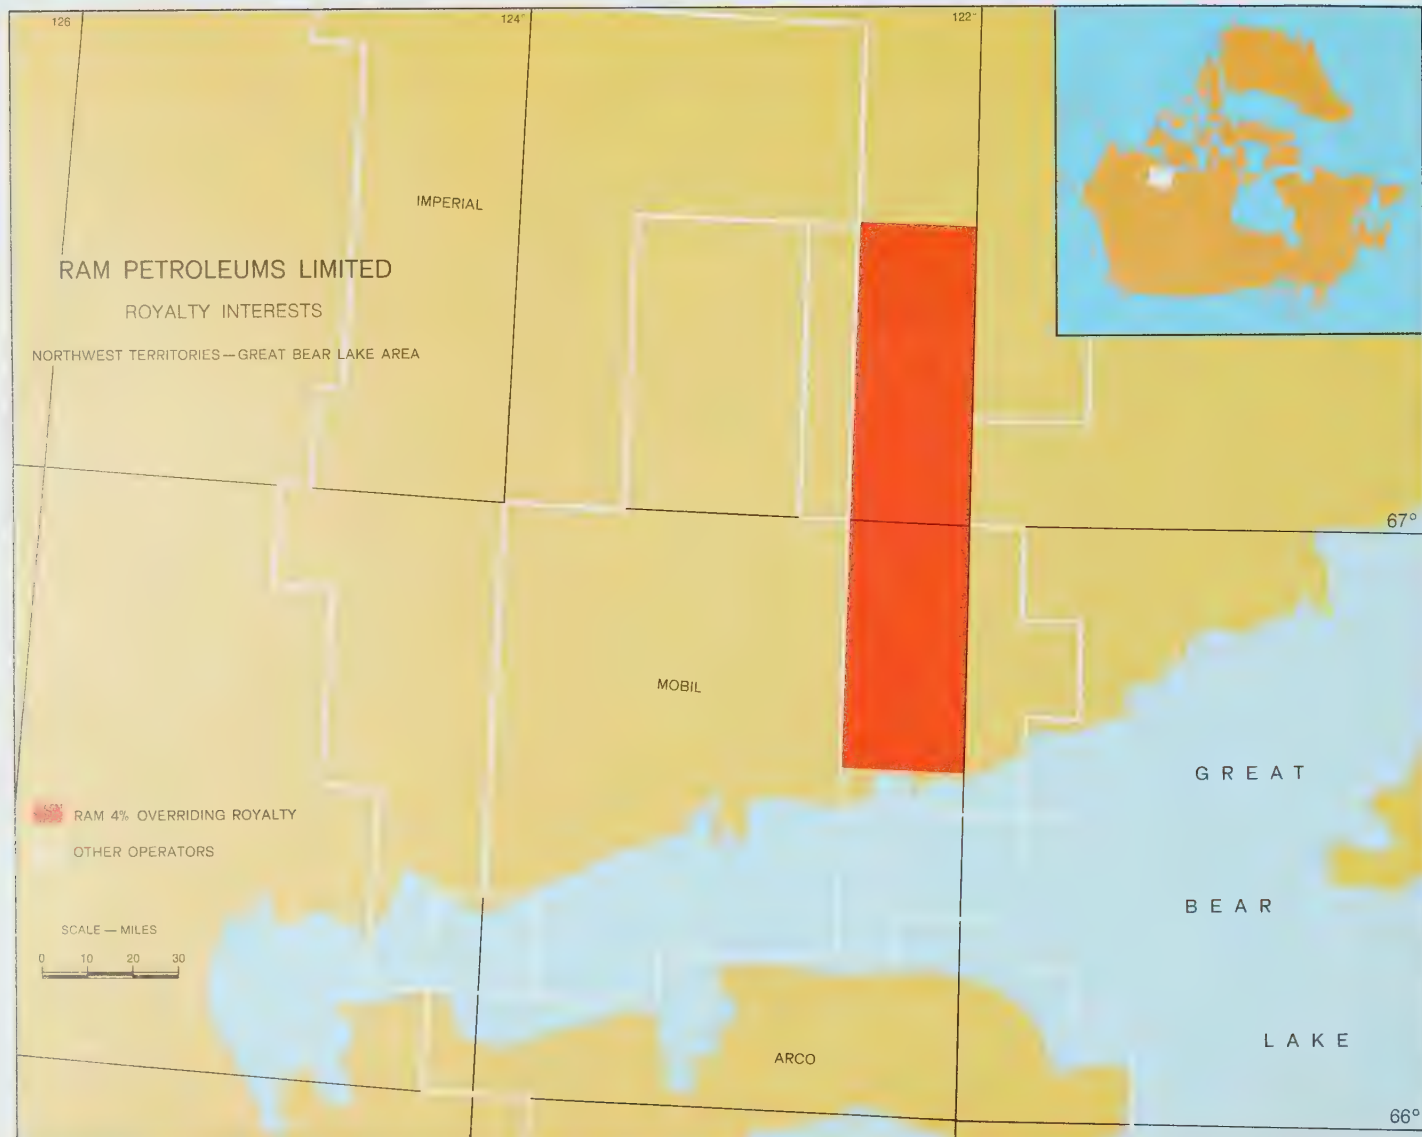 126
124°
122°
IMPERIAL
RAM PETROLEUMS LIMITED
ROYALTY INTERESTS
NORTHWEST TERRITORIES—GREAT BEAR LAKE AREA
67°
MOBIL
GREAT
RAM 4% OVERRIDING ROYALTY
OTHER OPERATORS
BEAR
SCALE — MILES
0 10 20 30
LAKE
ARCO
66°